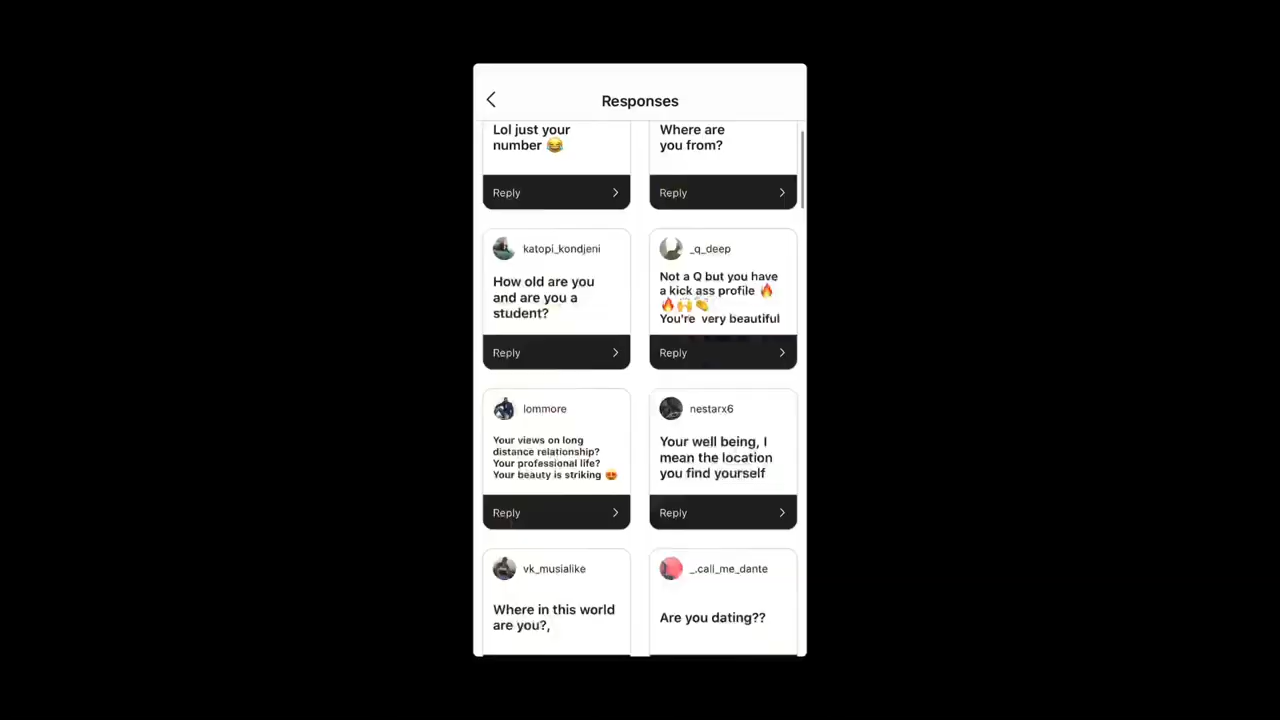 Responses
Lol just your
number 😂
Reply
Where are
you from?
Reply
katopi_kondjeni
How old are you
and are you a
student?
Reply
_q_deep
Not a Q but you have
a kick ass profile 🔥
🔥🙌👏
You're very beautiful
Reply
lommore
Your views on long
distance relationship?
Your professional life?
Your beauty is striking 😍
Reply
nestarx6
Your well being, I
mean the location
you find yourself
Reply
vk_musialike
Where in this world
are you?,
_.call_me_dante
Are you dating??